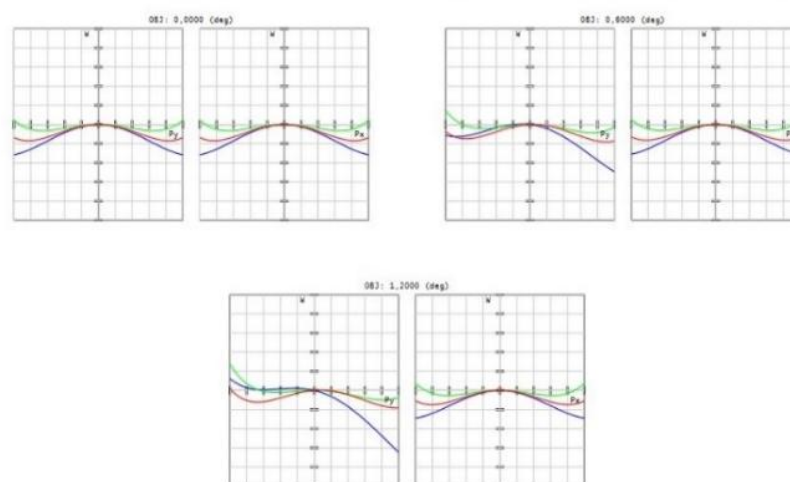 OBJ: 0,0000 (deg)
W
Py
W
Px
OBJ: 0,6000 (deg)
W
Py
W
P
OBJ: 1,2000 (deg)
W
Py
W
Px